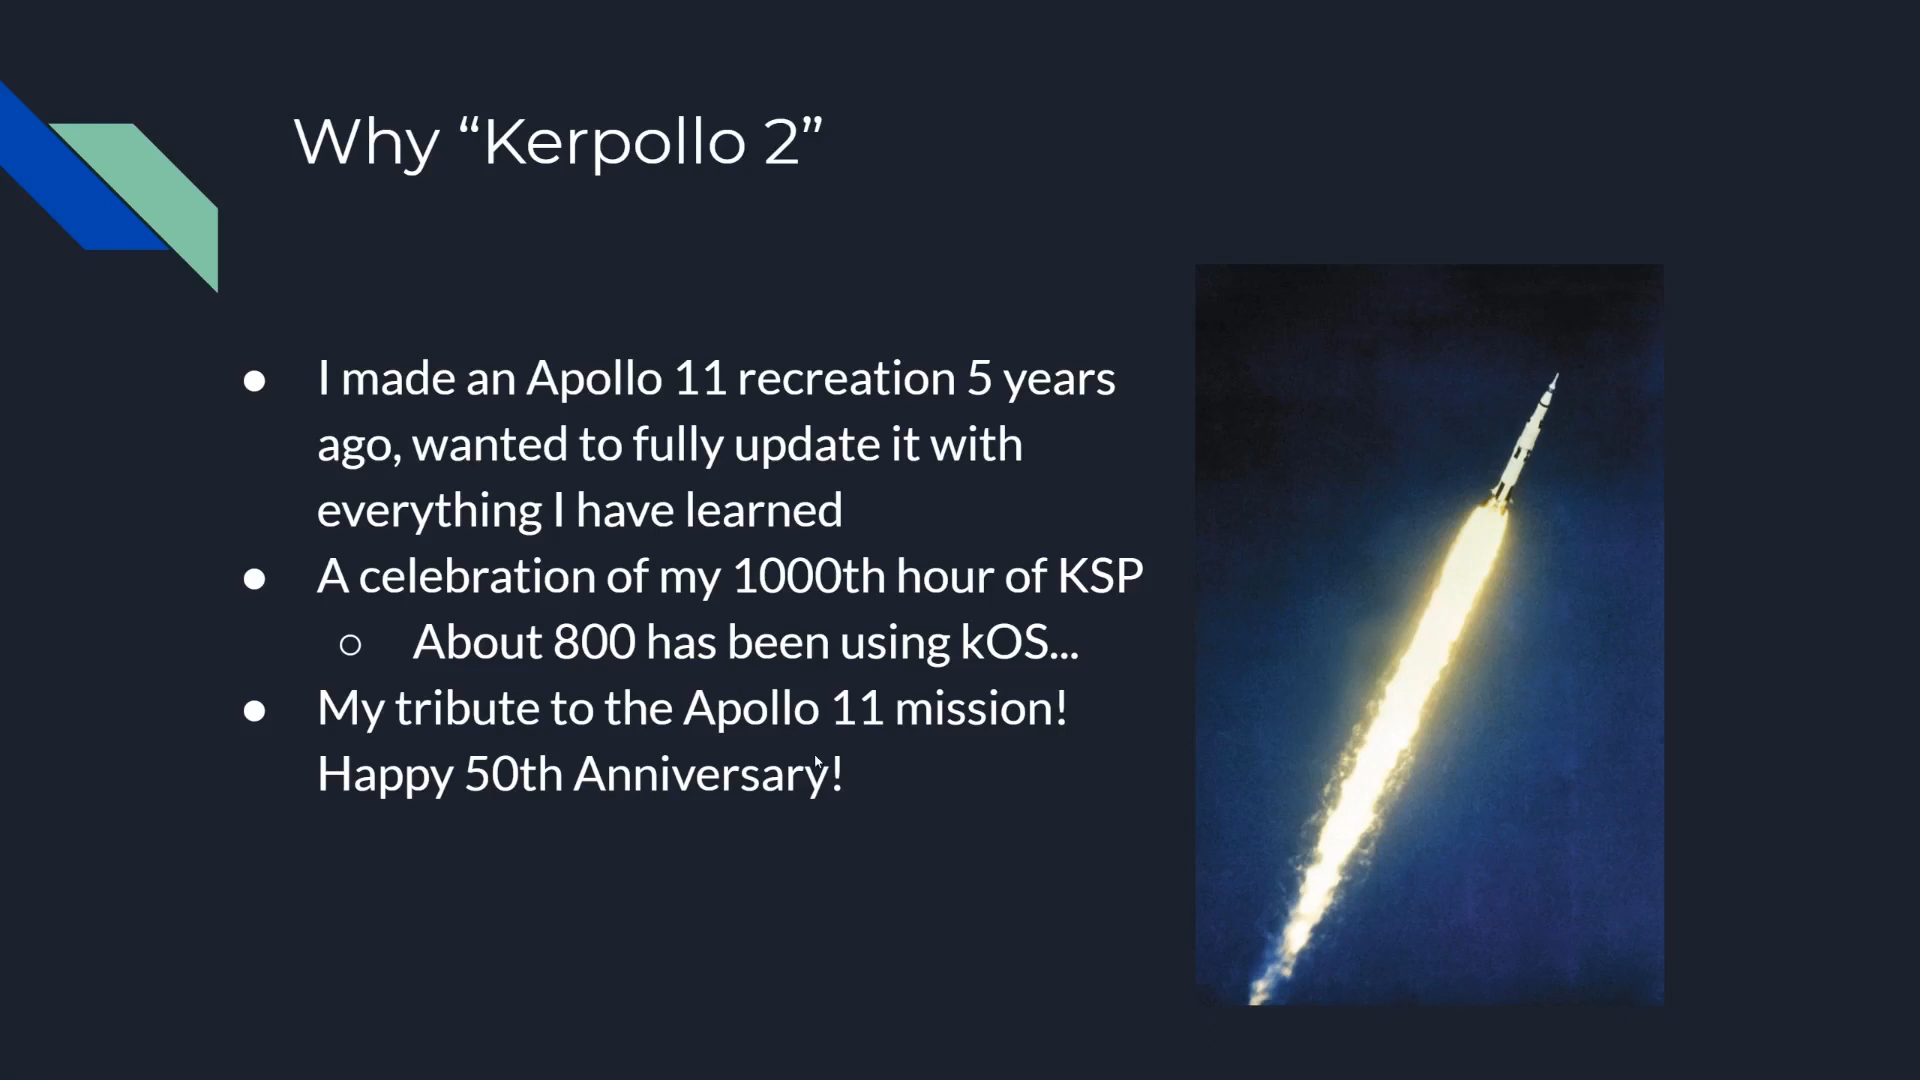 Why “Kerpollo 2”
● I made an Apollo 11 recreation 5 years
ago, wanted to fully update it with
everything I have learned
● A celebration of my 1000th hour of KSP
○ About 800 has been using kOS...
● My tribute to the Apollo 11 mission!
Happy 50th Anniversary!